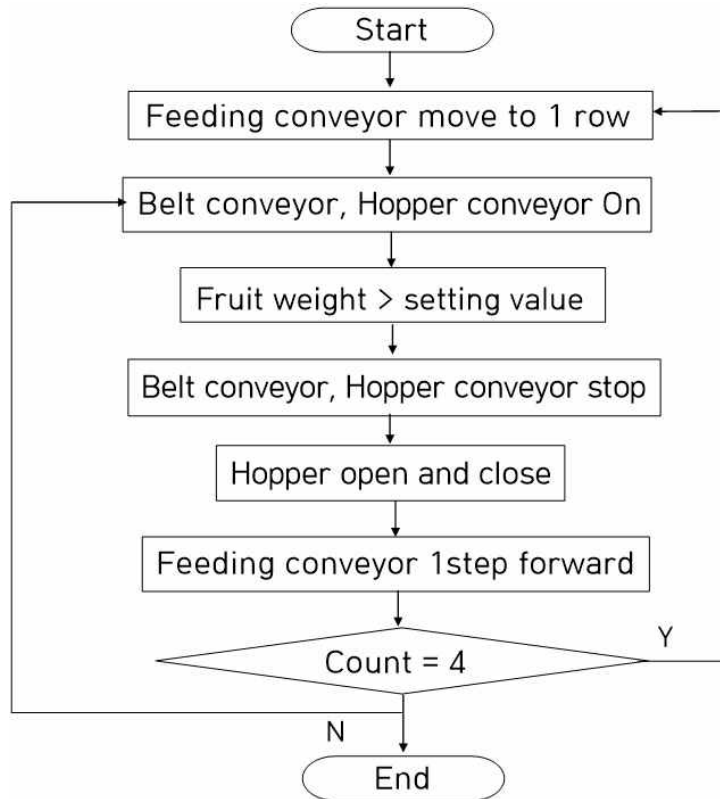 Start
Feeding conveyor move to 1 row
Belt conveyor, Hopper conveyor On
Fruit weight > setting value
Belt conveyor, Hopper conveyor stop
Hopper open and close
Feeding conveyor 1step forward
Count = 4
Y
N
End